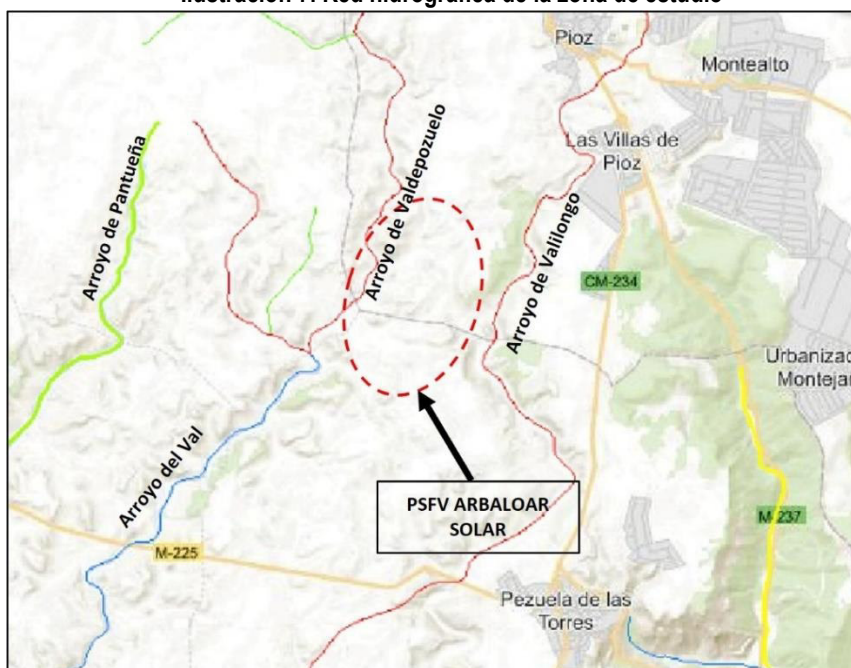 Ilustración 7. Red hidrográfica de la zona de estudio
Pioz
Montealto
Las Villas de
Pioz
Arroyo de Pantueña
Arroyo de Valdepozuelo
Arroyo de Valilongo
CM-234
Urbanizac
Montejar
Arroyo del Val
PSFV ARBALOAR
SOLAR
M-237
M-225
Pezuela de las
Torres